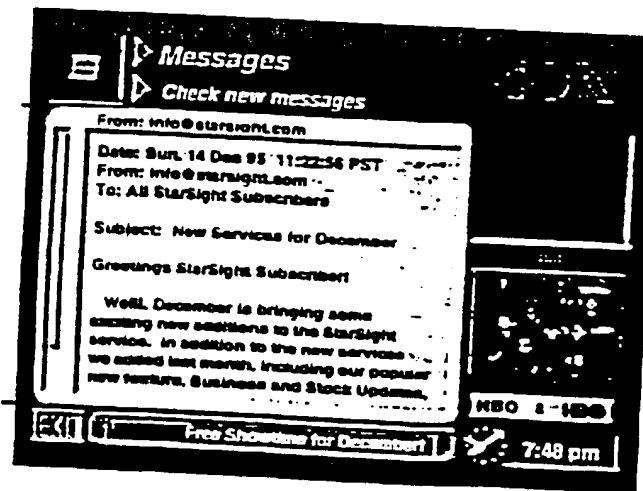 Messages
Check new messages
From: info@starsight.com
Date: Sun, 14 Dec 95 11:22:56 PST
From: info@starsight.com
To: All StarSight Subscribers
Subject: New Services for December
Greetings StarSight Subscriber!
Well, December is bringing some
exciting new additions to the StarSight
service. In addition to the new services
we added last month, including our popular
new feature, Business and Stock Updates,
HBO
HBO
Free Showtime for December!
7:48 pm